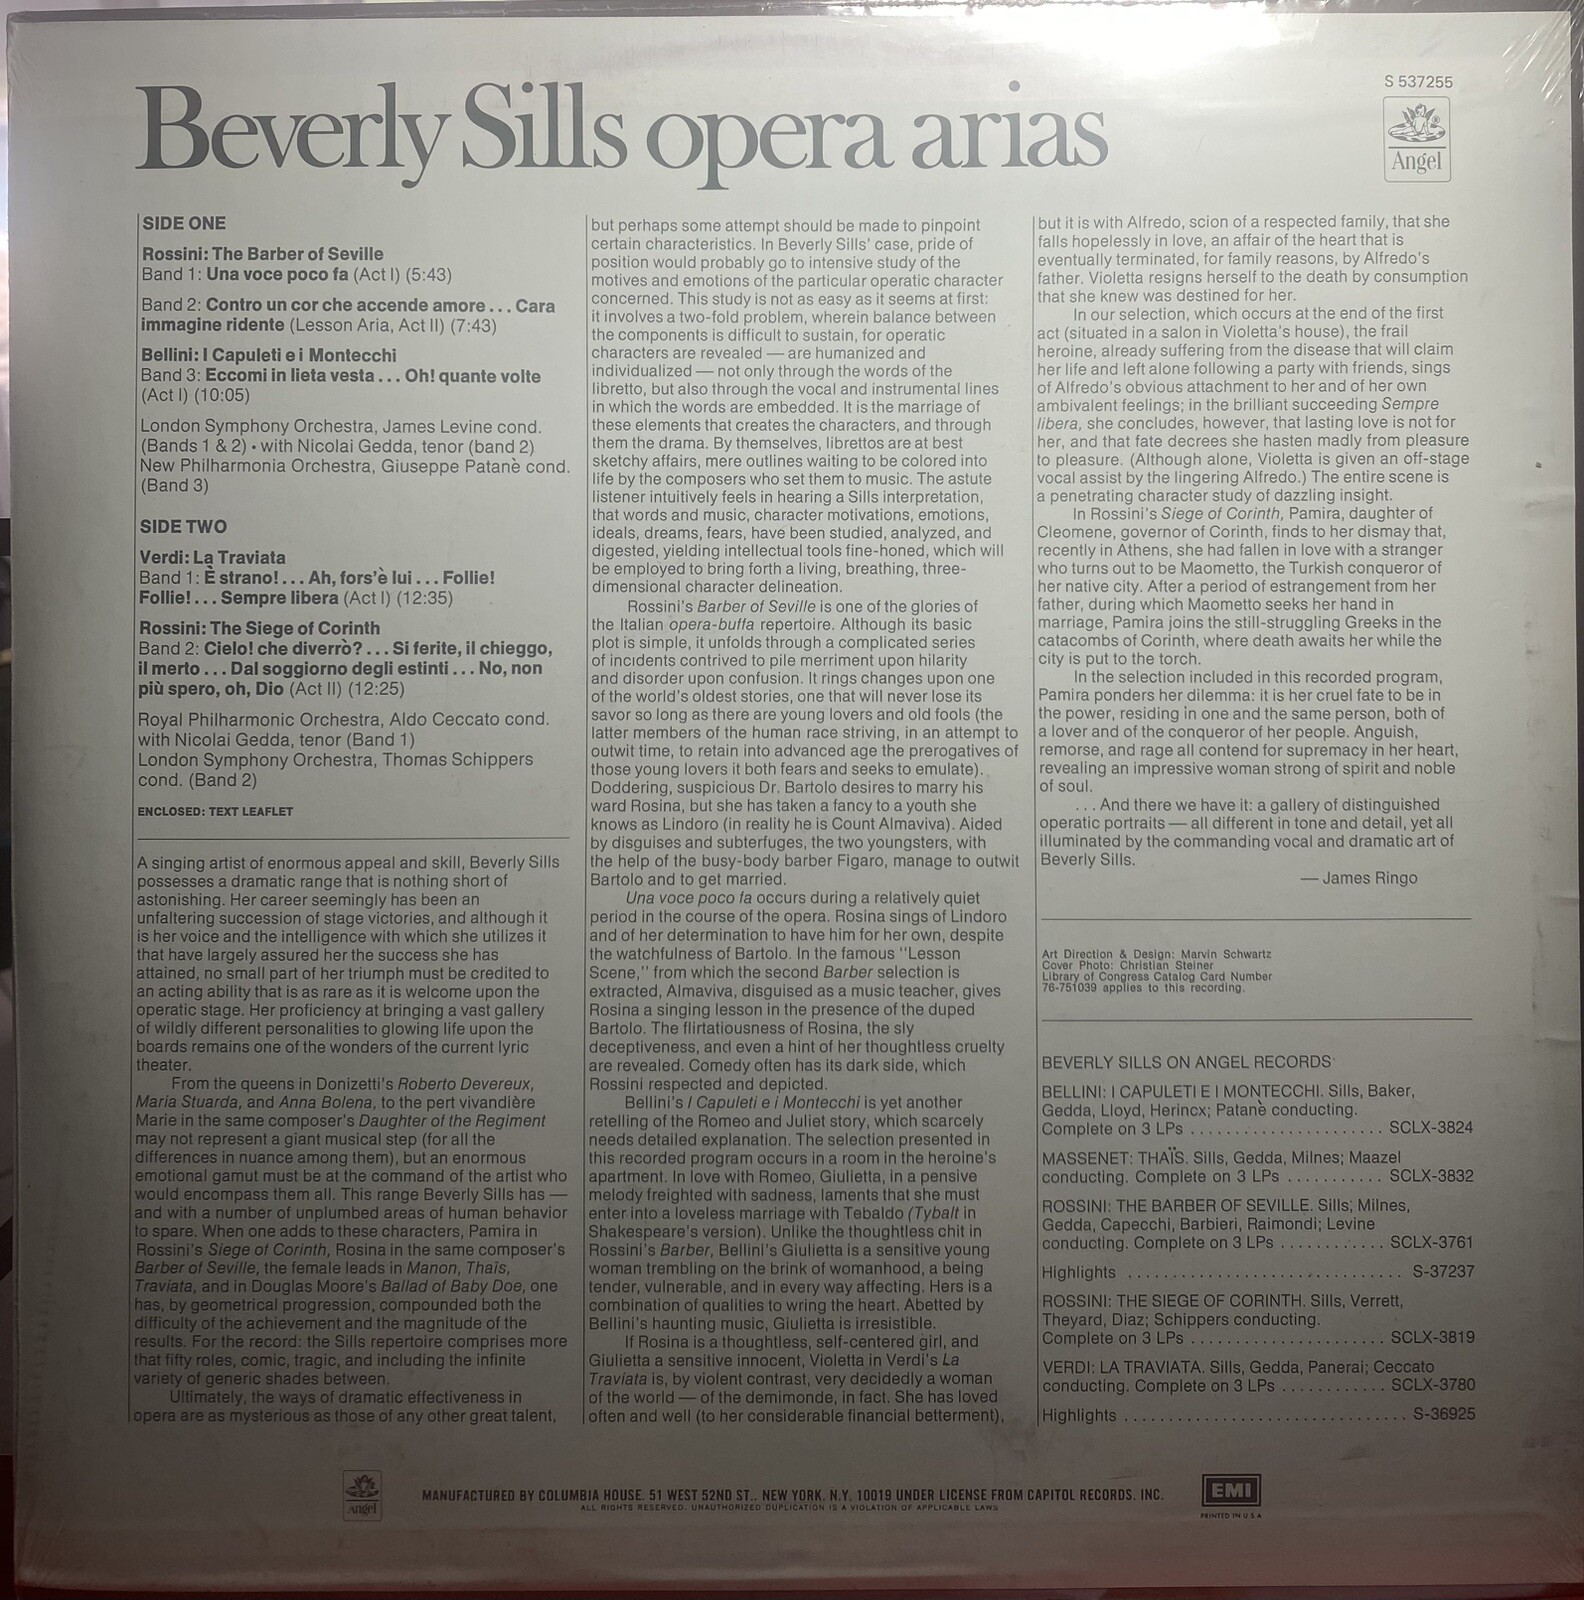 S 537255
Angel
Beverly Sills opera arias
SIDE ONE
Rossini: The Barber of Seville
Band 1: Una voce poco fa (Act I) (5:43)
Band 2: Contro un cor che accende amore... Cara
immagine ridente (Lesson Aria, Act II) (7:43)
Bellini: I Capuleti e i Montecchi
Band 3: Eccomi in lieta vesta... Oh! quante volte
(Act I) (10:05)
London Symphony Orchestra, James Levine cond.
(Bands 1 & 2) • with Nicolai Gedda, tenor (band 2)
New Philharmonia Orchestra, Giuseppe Patanè cond.
(Band 3)
SIDE TWO
Verdi: La Traviata
Band 1: È strano!... Ah, fors'è lui... Follie!
Follie!... Sempre libera (Act I) (12:35)
Rossini: The Siege of Corinth
Band 2: Cielo! che diverrò?... Si ferite, il chieggo,
il merto... Dal soggiorno degli estinti... No, non
più spero, oh, Dio (Act II) (12:25)
Royal Philharmonic Orchestra, Aldo Ceccato cond.
with Nicolai Gedda, tenor (Band 1)
London Symphony Orchestra, Thomas Schippers
cond. (Band 2)
ENCLOSED: TEXT LEAFLET
A singing artist of enormous appeal and skill, Beverly Sills
possesses a dramatic range that is nothing short of
astonishing. Her career seemingly has been an
unfaltering succession of stage victories, and although it
is her voice and the intelligence with which she utilizes it
that have largely assured her the success she has
attained, no small part of her triumph must be credited to
an acting ability that is as rare as it is welcome upon the
operatic stage. Her proficiency at bringing a vast gallery
of wildly different personalities to glowing life upon the
boards remains one of the wonders of the current lyric
theater.
From the queens in Donizetti's Roberto Devereux,
Maria Stuarda, and Anna Bolena, to the pert vivandière
Marie in the same composer's Daughter of the Regiment
may not represent a giant musical step (for all the
differences in nuance among them), but an enormous
emotional gamut must be at the command of the artist who
would encompass them all. This range Beverly Sills has —
and with a number of unplumbed areas of human behavior
to spare. When one adds to these characters, Pamira in
Rossini's Siege of Corinth, Rosina in the same composer's
Barber of Seville, the female leads in Manon, Thaïs,
Traviata, and in Douglas Moore's Ballad of Baby Doe, one
has, by geometrical progression, compounded both the
difficulty of the achievement and the magnitude of the
results. For the record: the Sills repertoire comprises more
that fifty roles, comic, tragic, and including the infinite
variety of generic shades between.
Ultimately, the ways of dramatic effectiveness in
opera are as mysterious as those of any other great talent,
but perhaps some attempt should be made to pinpoint
certain characteristics. In Beverly Sills' case, pride of
position would probably go to intensive study of the
motives and emotions of the particular operatic character
concerned. This study is not as easy as it seems at first:
it involves a two-fold problem, wherein balance between
the components is difficult to sustain, for operatic
characters are revealed — are humanized and
individualized — not only through the words of the
libretto, but also through the vocal and instrumental lines
in which the words are embedded. It is the marriage of
these elements that creates the characters, and through
them the drama. By themselves, librettos are at best
sketchy affairs, mere outlines waiting to be colored into
life by the composers who set them to music. The astute
listener intuitively feels in hearing a Sills interpretation,
that words and music, character motivations, emotions,
ideals, dreams, fears, have been studied, analyzed, and
digested, yielding intellectual tools fine-honed, which will
be employed to bring forth a living, breathing, three-
dimensional character delineation.
Rossini's Barber of Seville is one of the glories of
the Italian opera-buffa repertoire. Although its basic
plot is simple, it unfolds through a complicated series
of incidents contrived to pile merriment upon hilarity
and disorder upon confusion. It rings changes upon one
of the world's oldest stories, one that will never lose its
savor so long as there are young lovers and old fools (the
latter members of the human race striving, in an attempt to
outwit time, to retain into advanced age the prerogatives of
those young lovers it both fears and seeks to emulate).
Doddering, suspicious Dr. Bartolo desires to marry his
ward Rosina, but she has taken a fancy to a youth she
knows as Lindoro (in reality he is Count Almaviva). Aided
by disguises and subterfuges, the two youngsters, with
the help of the busy-body barber Figaro, manage to outwit
Bartolo and to get married.
Una voce poco fa occurs during a relatively quiet
period in the course of the opera. Rosina sings of Lindoro
and of her determination to have him for her own, despite
the watchfulness of Bartolo. In the famous "Lesson
Scene," from which the second Barber selection is
extracted, Almaviva, disguised as a music teacher, gives
Rosina a singing lesson in the presence of the duped
Bartolo. The flirtatiousness of Rosina, the sly
deceptiveness, and even a hint of her thoughtless cruelty
are revealed. Comedy often has its dark side, which
Rossini respected and depicted.
Bellini's I Capuleti e i Montecchi is yet another
retelling of the Romeo and Juliet story, which scarcely
needs detailed explanation. The selection presented in
this recorded program occurs in a room in the heroine's
apartment. In love with Romeo, Giulietta, in a pensive
melody freighted with sadness, laments that she must
enter into a loveless marriage with Tebaldo (Tybalt in
Shakespeare's version). Unlike the thoughtless chit in
Rossini's Barber, Bellini's Giulietta is a sensitive young
woman trembling on the brink of womanhood, a being
tender, vulnerable, and in every way affecting. Hers is a
combination of qualities to wring the heart. Abetted by
Bellini's haunting music, Giulietta is irresistible.
If Rosina is a thoughtless, self-centered girl, and
Giulietta a sensitive innocent, Violetta in Verdi's La
Traviata is, by violent contrast, very decidedly a woman
of the world — of the demimonde, in fact. She has loved
often and well (to her considerable financial betterment),
but it is with Alfredo, scion of a respected family, that she
falls hopelessly in love, an affair of the heart that is
eventually terminated, for family reasons, by Alfredo's
father. Violetta resigns herself to the death by consumption
that she knew was destined for her.
In our selection, which occurs at the end of the first
act (situated in a salon in Violetta's house), the frail
heroine, already suffering from the disease that will claim
her life and left alone following a party with friends, sings
of Alfredo's obvious attachment to her and of her own
ambivalent feelings; in the brilliant succeeding Sempre
libera, she concludes, however, that lasting love is not for
her, and that fate decrees she hasten madly from pleasure
to pleasure. (Although alone, Violetta is given an off-stage
vocal assist by the lingering Alfredo.) The entire scene is
a penetrating character study of dazzling insight.
In Rossini's Siege of Corinth, Pamira, daughter of
Cleomene, governor of Corinth, finds to her dismay that,
recently in Athens, she had fallen in love with a stranger
who turns out to be Maometto, the Turkish conqueror of
her native city. After a period of estrangement from her
father, during which Maometto seeks her hand in
marriage, Pamira joins the still-struggling Greeks in the
catacombs of Corinth, where death awaits her while the
city is put to the torch.
In the selection included in this recorded program,
Pamira ponders her dilemma: it is her cruel fate to be in
the power, residing in one and the same person, both of
a lover and of the conqueror of her people. Anguish,
remorse, and rage all contend for supremacy in her heart,
revealing an impressive woman strong of spirit and noble
of soul.
...And there we have it: a gallery of distinguished
operatic portraits — all different in tone and detail, yet all
illuminated by the commanding vocal and dramatic art of
Beverly Sills.
— James Ringo
Art Direction & Design: Marvin Schwartz
Cover Photo: Christian Steiner
Library of Congress Catalog Card Number
76-751039 applies to this recording.
BEVERLY SILLS ON ANGEL RECORDS
BELLINI: I CAPULETI E I MONTECCHI. Sills, Baker,
Gedda, Lloyd, Herincx; Patanè conducting.
Complete on 3 LPs ...................... SCLX-3824
MASSENET: THAÏS. Sills, Gedda, Milnes; Maazel
conducting. Complete on 3 LPs ........... SCLX-3832
ROSSINI: THE BARBER OF SEVILLE. Sills, Milnes,
Gedda, Capecchi, Barbieri, Raimondi; Levine
conducting. Complete on 3 LPs ............ SCLX-3761
Highlights ............................... S-37237
ROSSINI: THE SIEGE OF CORINTH. Sills, Verrett,
Theyard, Diaz; Schippers conducting.
Complete on 3 LPs ...................... SCLX-3819
VERDI: LA TRAVIATA. Sills, Gedda, Panerai; Ceccato
conducting. Complete on 3 LPs ............ SCLX-3780
Highlights ................................ S-36925
Angel
MANUFACTURED BY COLUMBIA HOUSE, 51 WEST 52ND ST., NEW YORK, N.Y. 10019 UNDER LICENSE FROM CAPITOL RECORDS, INC.
ALL RIGHTS RESERVED. UNAUTHORIZED DUPLICATION IS A VIOLATION OF APPLICABLE LAWS
EMI
PRINTED IN U.S.A